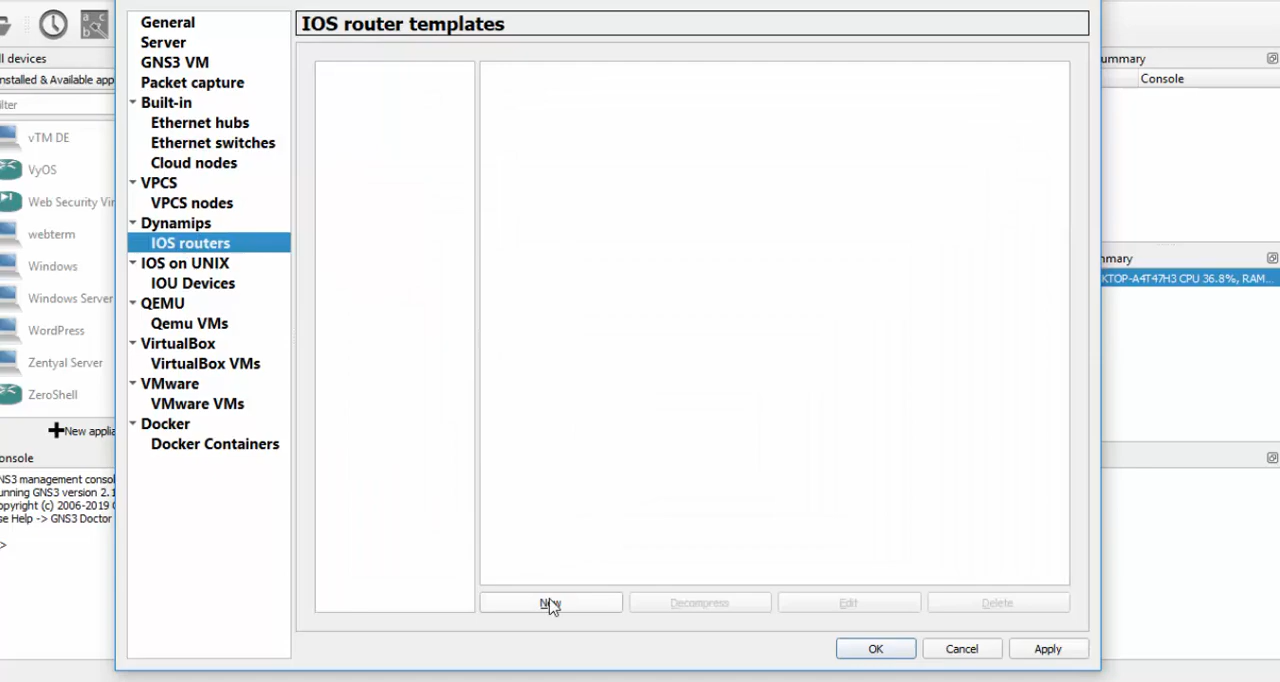 General
Server
GNS3 VM
Packet capture
Built-in
Ethernet hubs
Ethernet switches
Cloud nodes
VPCS
VPCS nodes
Dynamips
IOS routers
IOS on UNIX
IOU Devices
QEMU
Qemu VMs
VirtualBox
VirtualBox VMs
VMware
VMware VMs
Docker
Docker Containers
IOS router templates
New
Decompress
Edit
Delete
OK
Cancel
Apply
a c
b
ll devices
nstalled & Available app
ilter
vTM DE
VyOS
Web Security Vir
webterm
Windows
Windows Server
WordPress
Zentyal Server
ZeroShell
New applia
onsole
NS3 management consol
unning GNS3 version 2.1
opyright (c) 2006-2019
se Help -> GNS3 Doctor
>
ummary
Console
mmary
KTOP-A4T47H3 CPU 36.8%, RAM...